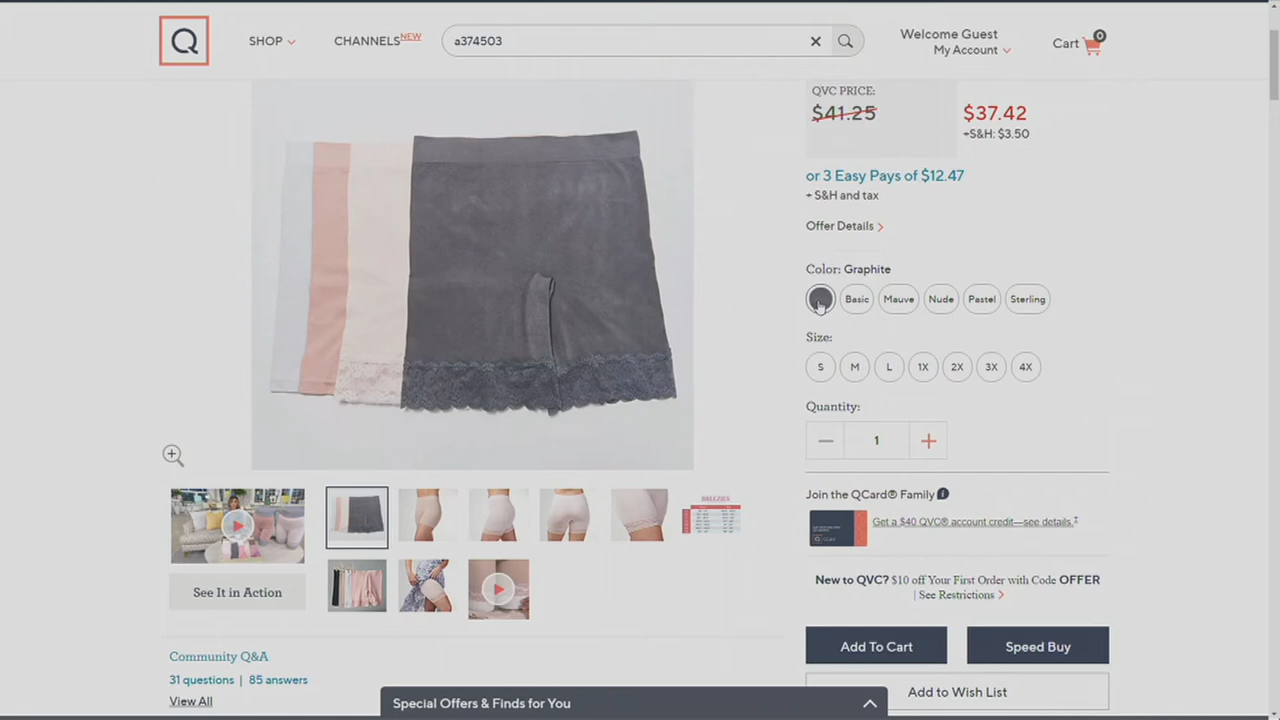 Q
SHOP
CHANNELS NEW
a374503
Welcome Guest
My Account
Cart 0
QVC PRICE:
$41.25
$37.42
+S&H: $3.50
or 3 Easy Pays of $12.47
+ S&H and tax
Offer Details
Color: Graphite
Basic Mauve Nude Pastel Sterling
Size:
S M L 1X 2X 3X 4X
Quantity:
1
Join the QCard® Family
Get a $40 QVC® account credit—see details.‡
New to QVC? $10 off Your First Order with Code OFFER
| See Restrictions
Add To Cart
Speed Buy
Add to Wish List
BREEZIES
See It in Action
Community Q&A
31 questions | 85 answers
View All
Special Offers & Finds for You